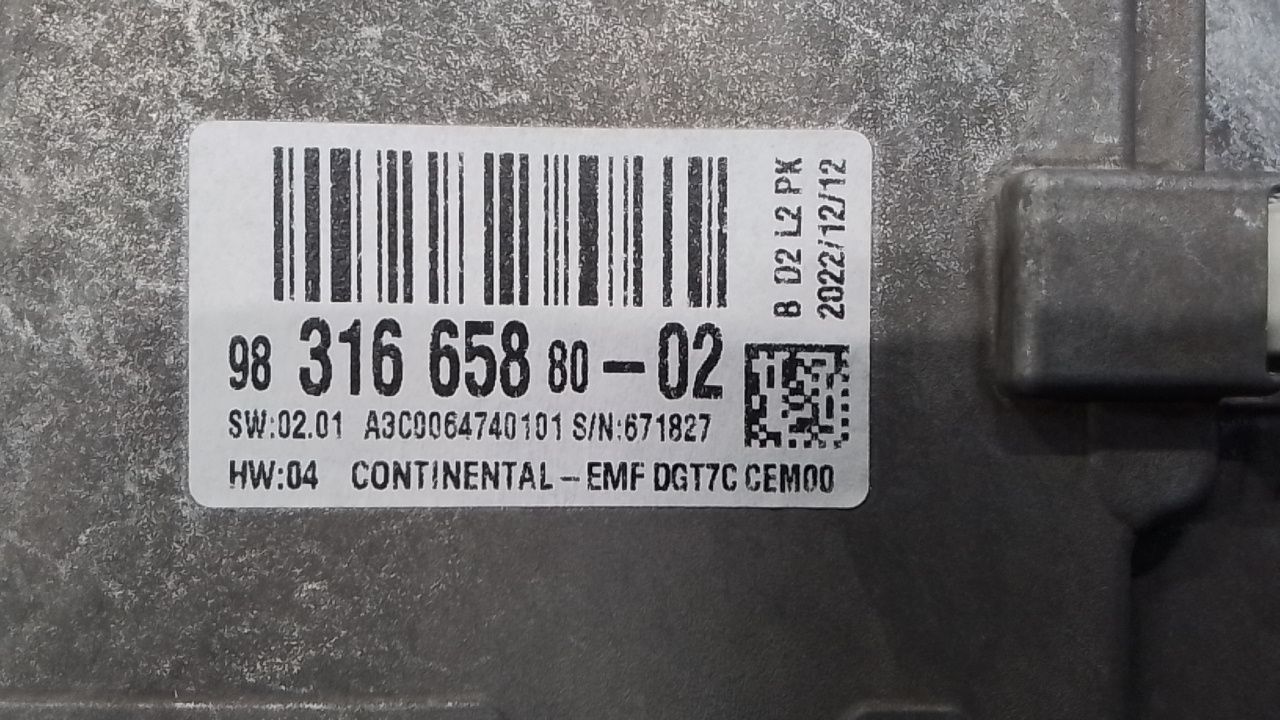 98 316 658 80-02
SW:02.01 A3C0064740101 S/N:671827
HW:04 CONTINENTAL-EMF DGT7C CEM00
B D2 L2 PK
2022/12/12